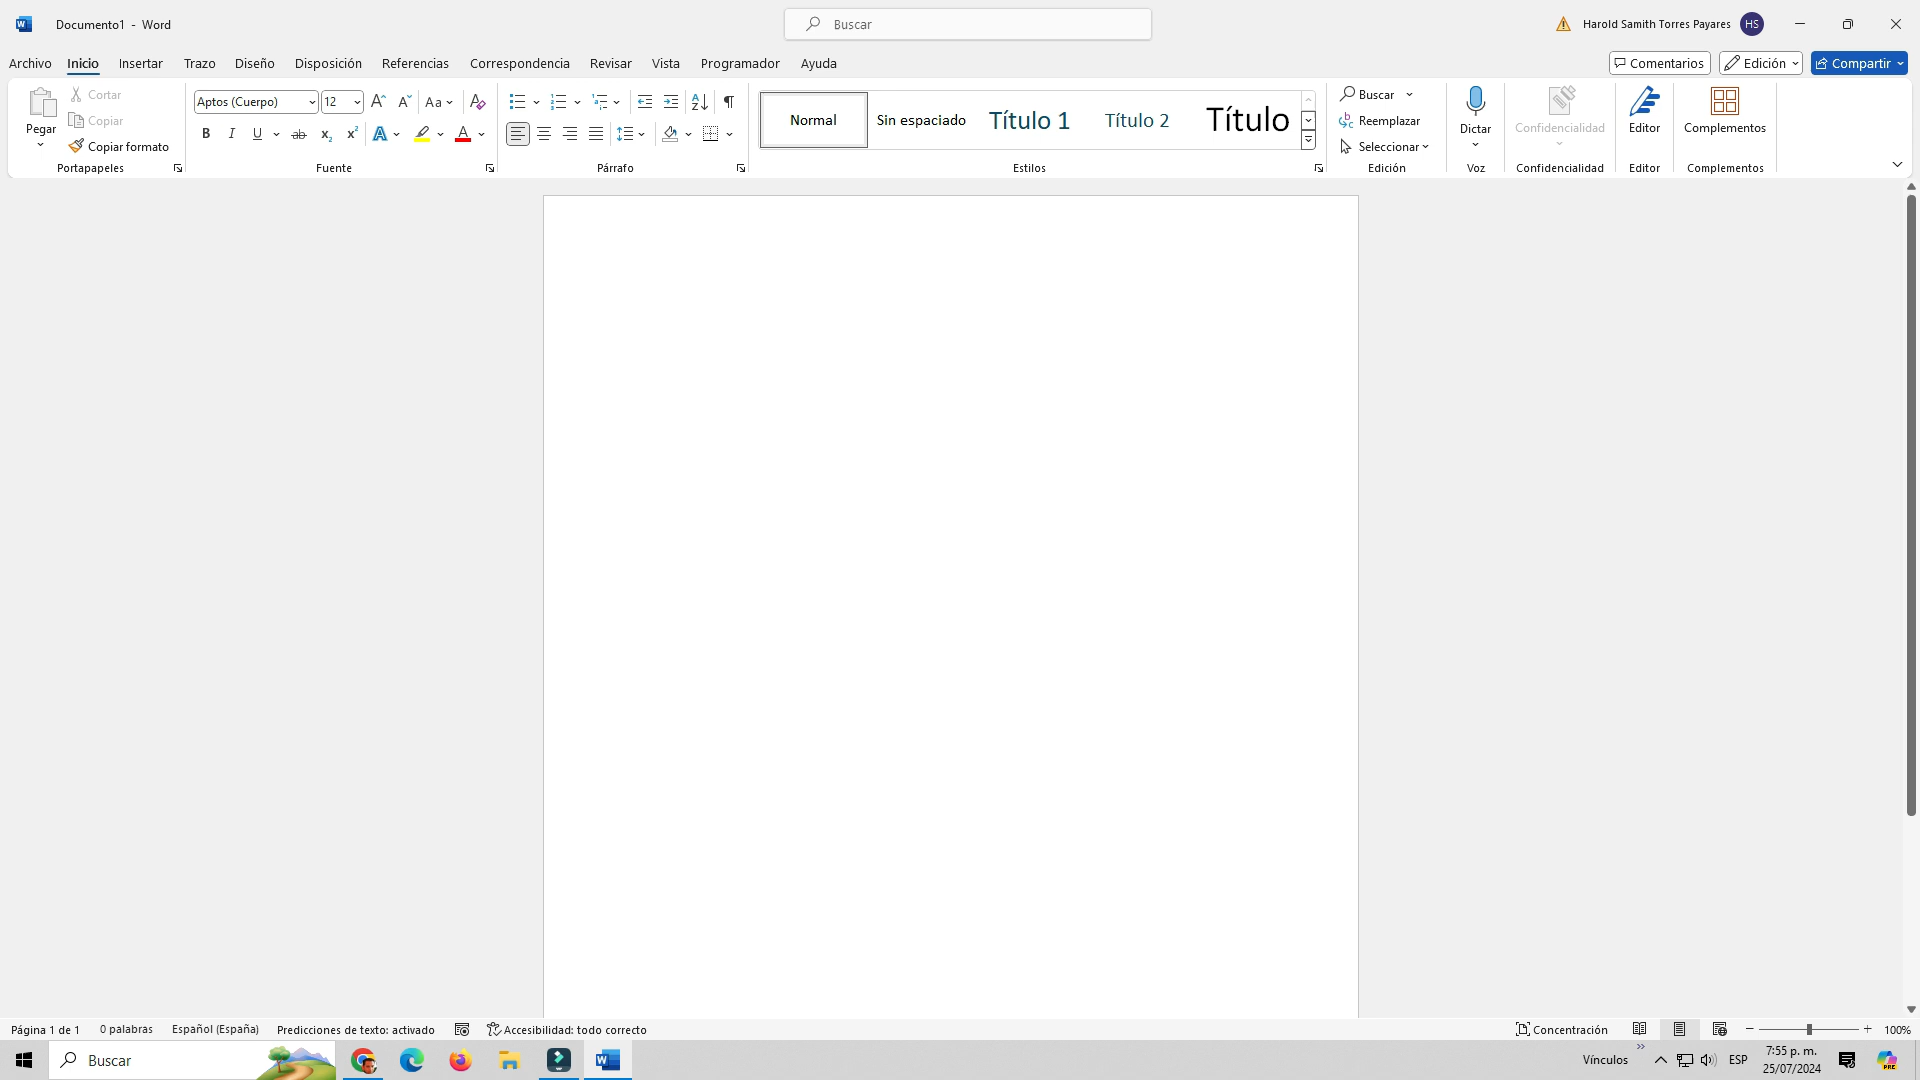 Documento1 - Word
Buscar
Harold Samith Torres Payares
HS
Archivo Inicio Insertar Trazo Diseño Disposición Referencias Correspondencia Revisar Vista Programador Ayuda
Comentarios Edición Compartir
Pegar
Cortar
Copiar
Copiar formato
Portapapeles
Aptos (Cuerpo) 12
Fuente
Párrafo
Normal
Sin espaciado
Título 1
Título 2
Título
Estilos
Buscar
Reemplazar
Seleccionar
Edición
Dictar
Voz
Confidencialidad
Confidencialidad
Editor
Editor
Complementos
Complementos
Página 1 de 1 0 palabras Español (España) Predicciones de texto: activado Accesibilidad: todo correcto
Concentración
100%
Buscar
Vínculos
ESP
7:55 p. m.
25/07/2024
PRE